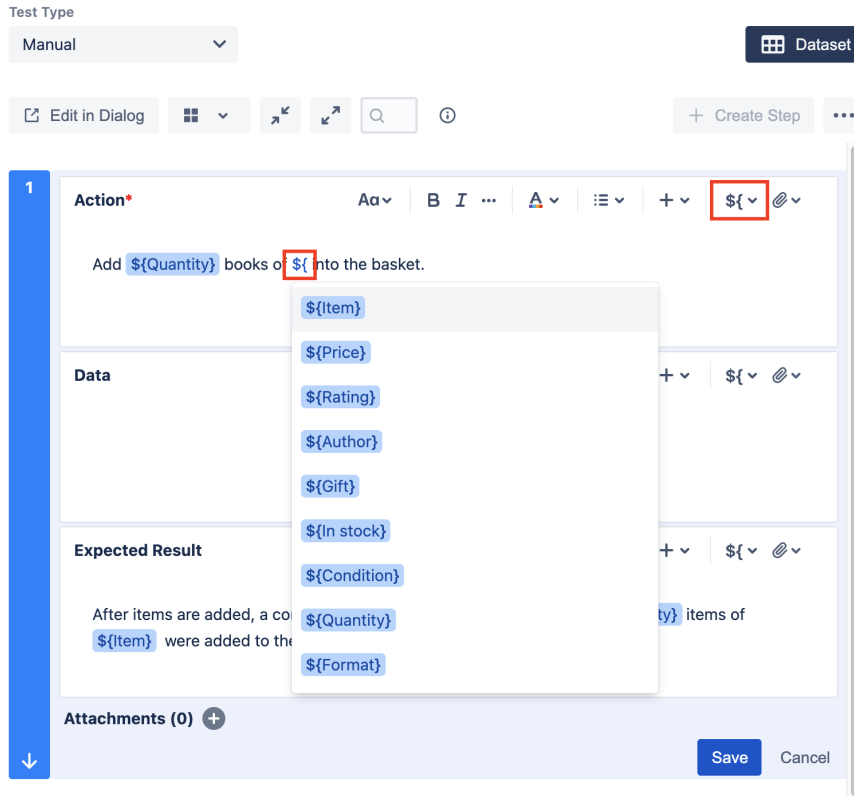 Test Type
Manual
Dataset
Edit in Dialog
Create Step
1
Action*
Aa
B I
A
+
${
Add ${Quantity} books of ${ into the basket.
${Item}
${Price}
Data
+
${
${Rating}
${Author}
${Gift}
${In stock}
Expected Result
+
${
${Condition}
After items are added, a
ty} items of
${Quantity}
${Item} were added to the
${Format}
Attachments (0)
Save
Cancel